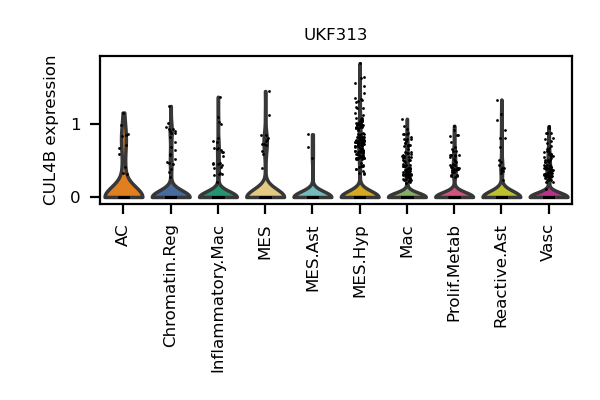 UKF313
CUL4B expression
1
0
AC
Chromatin.Reg
Inflammatory.Mac
MES
MES.Ast
MES.Hyp
Mac
Prolif.Metab
Reactive.Ast
Vasc